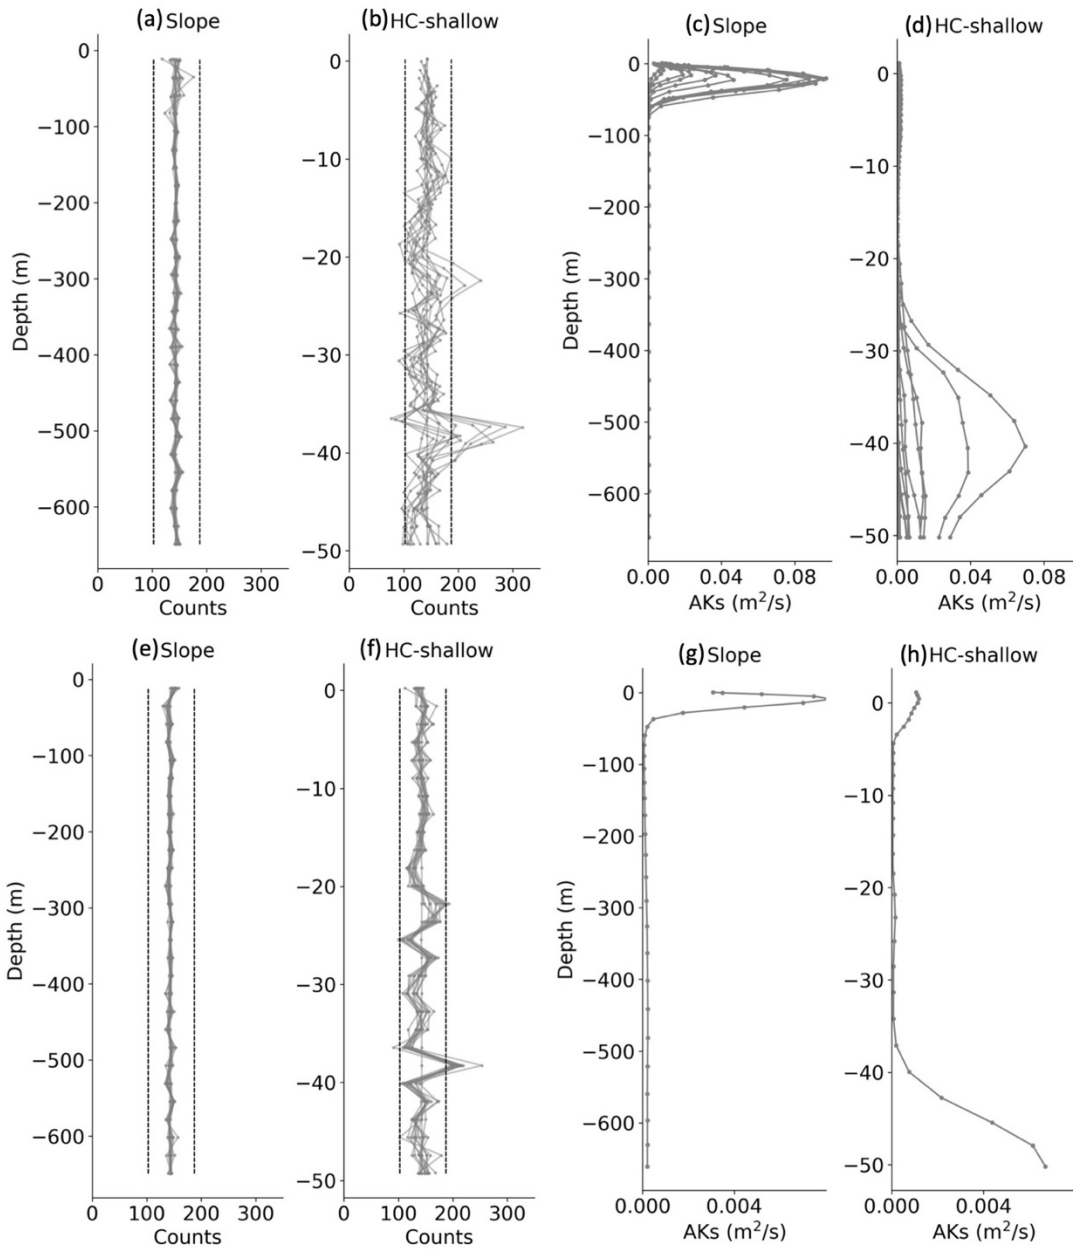 (a) Slope
(b) HC-shallow
(c) Slope
(d) HC-shallow
0
−100
−200
−300
−400
−500
−600
Depth (m)
0 100 200 300
Counts
0
−10
−20
−30
−40
−50
0 100 200 300
Counts
0
−100
−200
−300
−400
−500
−600
Depth (m)
0.00 0.04 0.08
AKs (m²/s)
0
−10
−20
−30
−40
−50
0.00 0.04 0.08
AKs (m²/s)
(e) Slope
(f) HC-shallow
(g) Slope
(h) HC-shallow
0
−100
−200
−300
−400
−500
−600
Depth (m)
0 100 200 300
Counts
0
−10
−20
−30
−40
−50
0 100 200 300
Counts
0
−100
−200
−300
−400
−500
−600
Depth (m)
0.000 0.004
AKs (m²/s)
0
−10
−20
−30
−40
−50
0.000 0.004
AKs (m²/s)